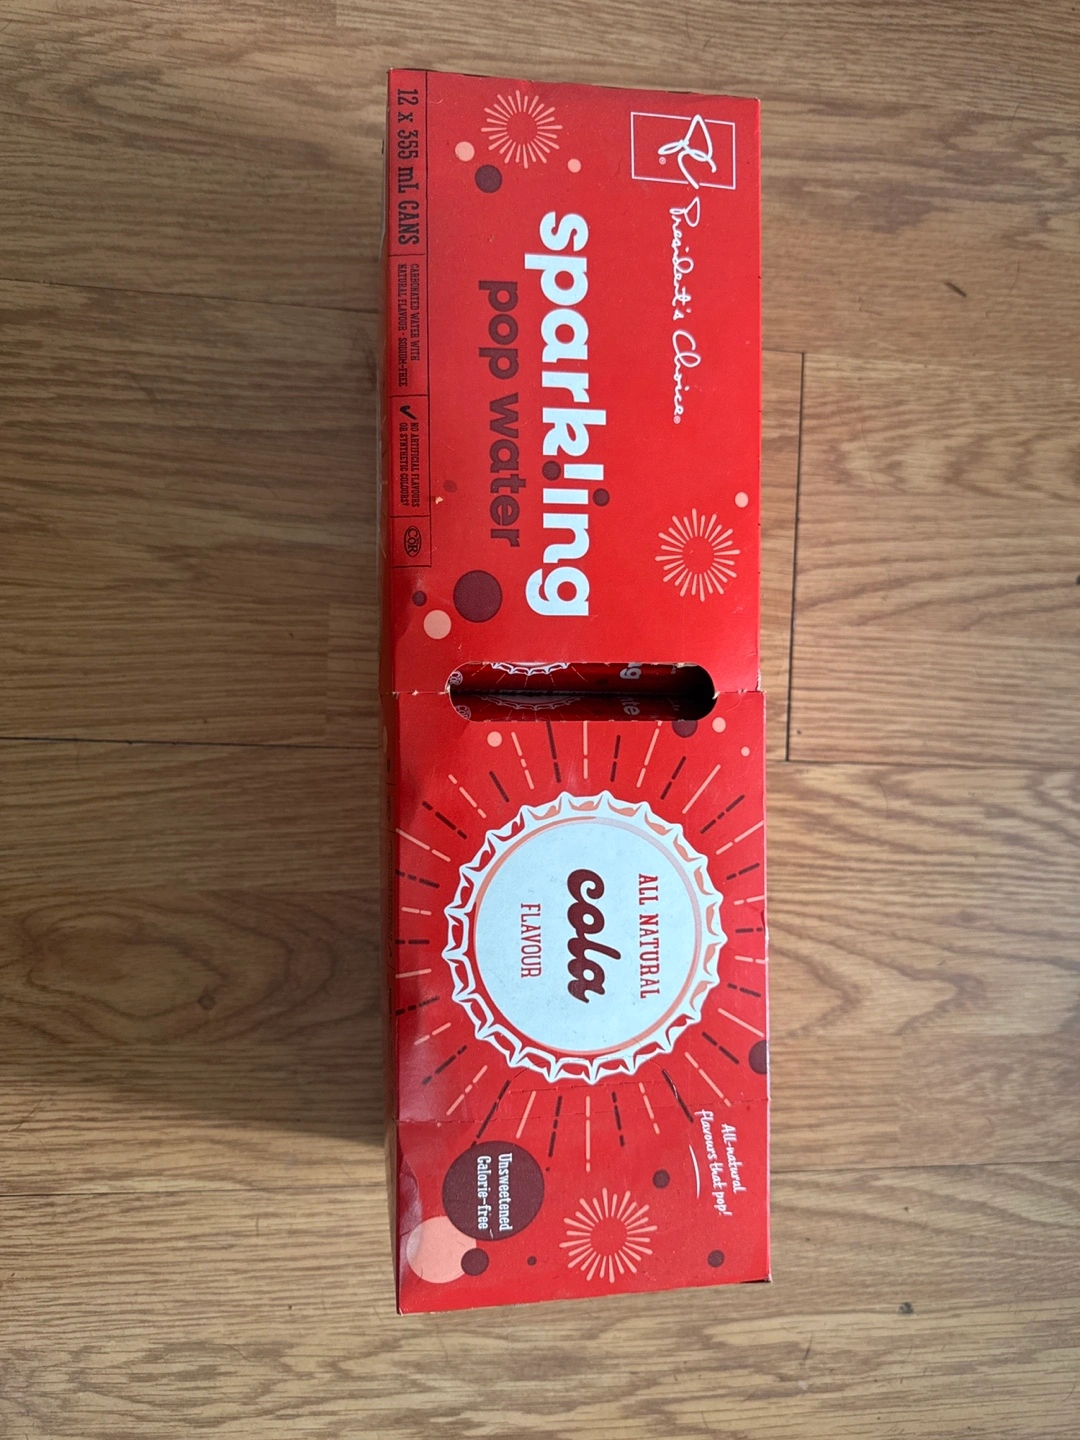 PC®
President's Choice®
sparkling
pop water
12 x 355 mL CANS
CARBONATED WATER WITH
NATURAL FLAVOUR • SODIUM-FREE
✓ NO ARTIFICIAL FLAVOURS
OR SYNTHETIC COLOURS†
COR
ALL NATURAL
cola
FLAVOUR
All-natural
flavours that pop!
Unsweetened
Calorie-free